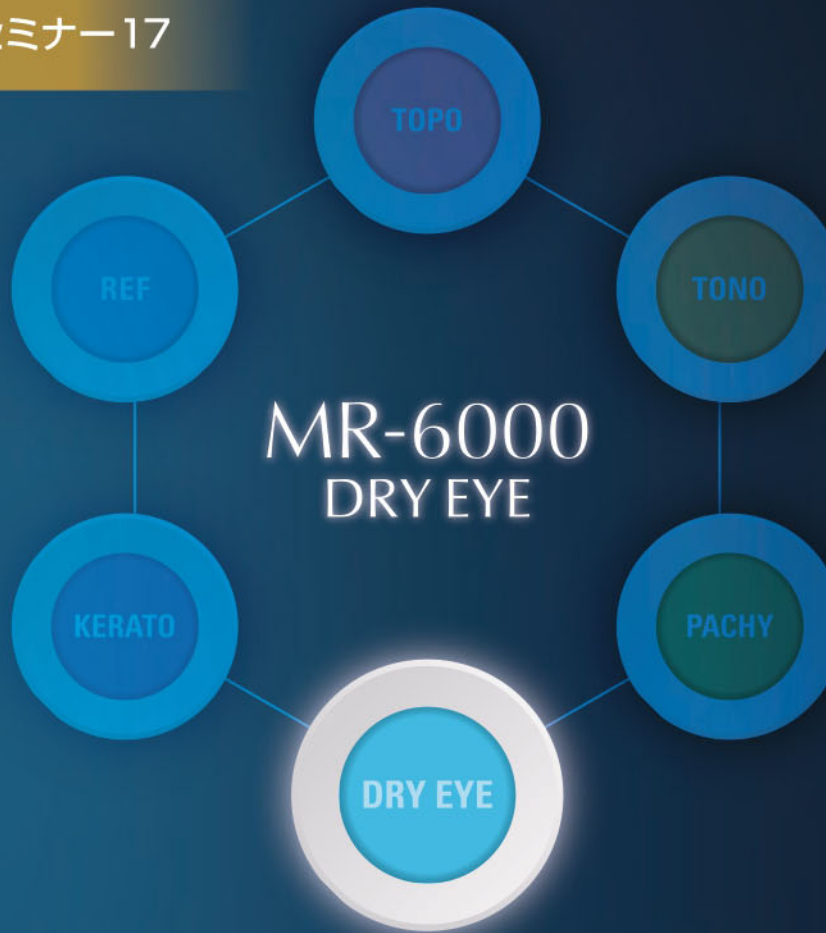 ミナー17
TOPO
REF
TONO
MR-6000
DRY EYE
KERATO
PACHY
DRY EYE